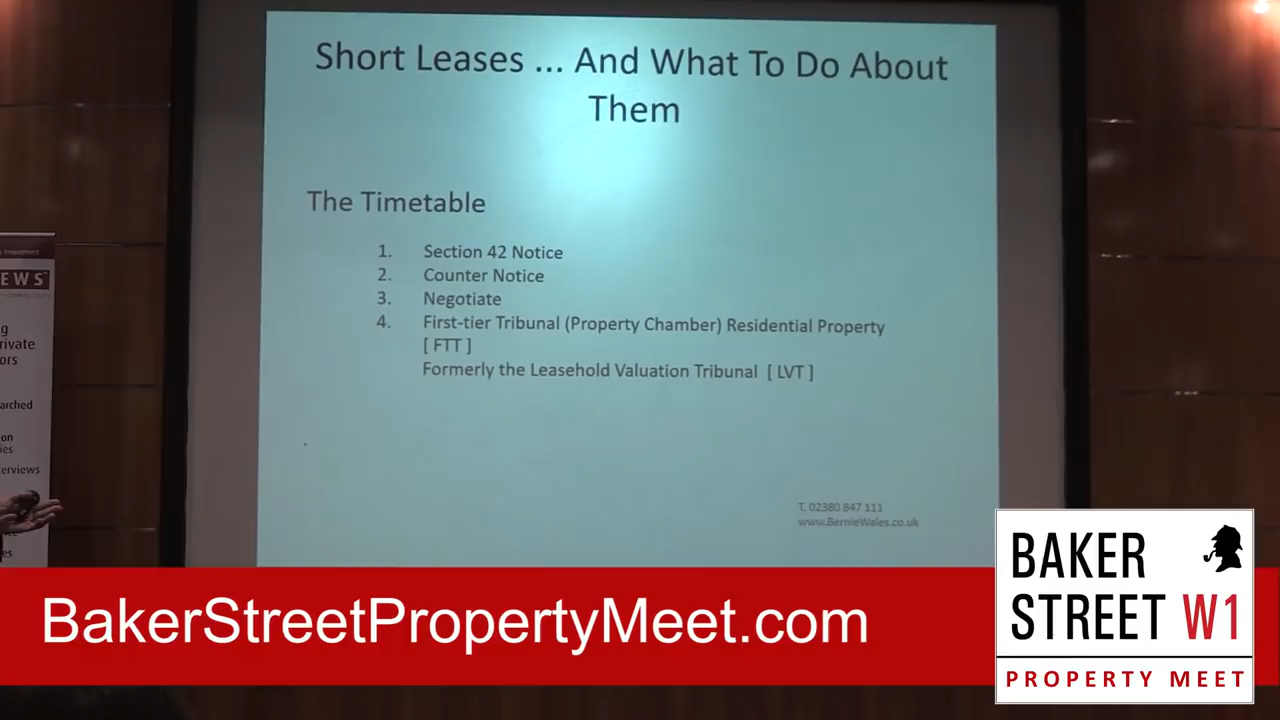 Short Leases ... And What To Do About
Them
The Timetable
1. Section 42 Notice
2. Counter Notice
3. Negotiate
4. First-tier Tribunal (Property Chamber) Residential Property
[ FTT ]
Formerly the Leasehold Valuation Tribunal [ LVT ]
T. 02380 847 111
www.BernieWales.co.uk
EWS
g
rivate
ors
arched
on
ies
terviews
es
BakerStreetPropertyMeet.com
BAKER
STREET W1
PROPERTY MEET